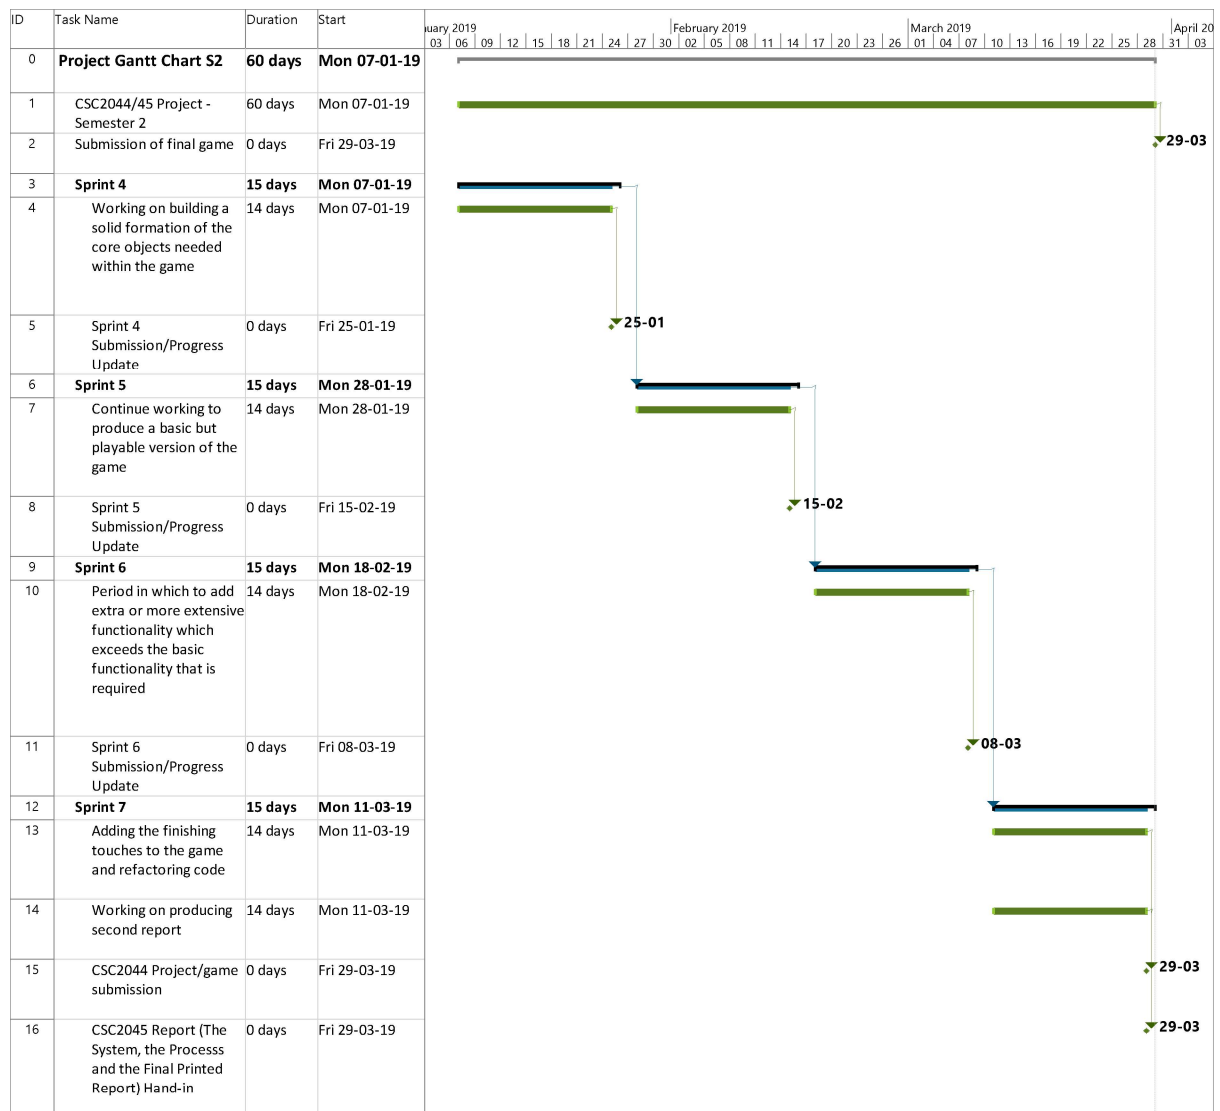 ID Task Name Duration Start
uary 2019 February 2019 March 2019 April 20
03 06 09 12 15 18 21 24 27 30 02 05 08 11 14 17 20 23 26 01 04 07 10 13 16 19 22 25 28 31 03
0 Project Gantt Chart S2 60 days Mon 07-01-19
1 CSC2044/45 Project - 60 days Mon 07-01-19
Semester 2
2 Submission of final game 0 days Fri 29-03-19 29-03
3 Sprint 4 15 days Mon 07-01-19
4 Working on building a 14 days Mon 07-01-19
solid formation of the
core objects needed
within the game
5 Sprint 4 0 days Fri 25-01-19 25-01
Submission/Progress
Update
6 Sprint 5 15 days Mon 28-01-19
7 Continue working to 14 days Mon 28-01-19
produce a basic but
playable version of the
game
8 Sprint 5 0 days Fri 15-02-19 15-02
Submission/Progress
Update
9 Sprint 6 15 days Mon 18-02-19
10 Period in which to add 14 days Mon 18-02-19
extra or more extensive
functionality which
exceeds the basic
functionality that is
required
11 Sprint 6 0 days Fri 08-03-19 08-03
Submission/Progress
Update
12 Sprint 7 15 days Mon 11-03-19
13 Adding the finishing 14 days Mon 11-03-19
touches to the game
and refactoring code
14 Working on producing 14 days Mon 11-03-19
second report
15 CSC2044 Project/game 0 days Fri 29-03-19 29-03
submission
16 CSC2045 Report (The 0 days Fri 29-03-19 29-03
System, the Processs
and the Final Printed
Report) Hand-in